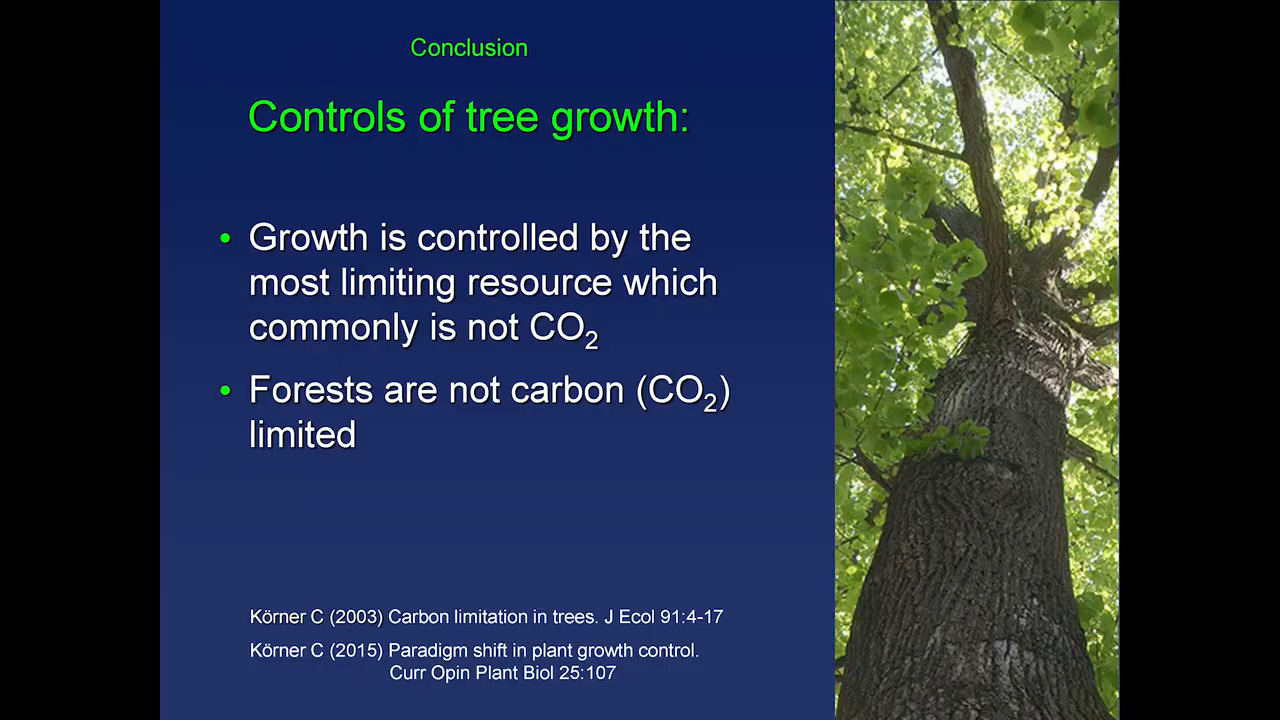 Conclusion
Controls of tree growth:
• Growth is controlled by the
most limiting resource which
commonly is not CO₂
• Forests are not carbon (CO₂)
limited
Körner C (2003) Carbon limitation in trees. J Ecol 91:4-17
Körner C (2015) Paradigm shift in plant growth control.
Curr Opin Plant Biol 25:107